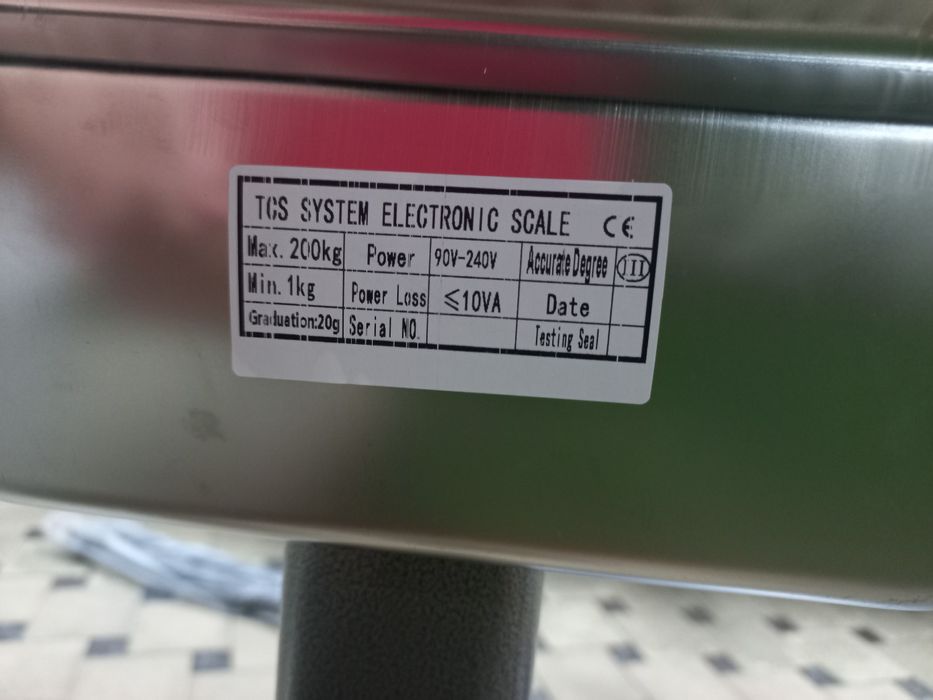 TCS SYSTEM ELECTRONIC SCALE CE
Max. 200kg Power 90V-240V Accurate Degree III
Min. 1kg Power Loss ≤10VA Date
Graduation:20g Serial NO. Testing Seal